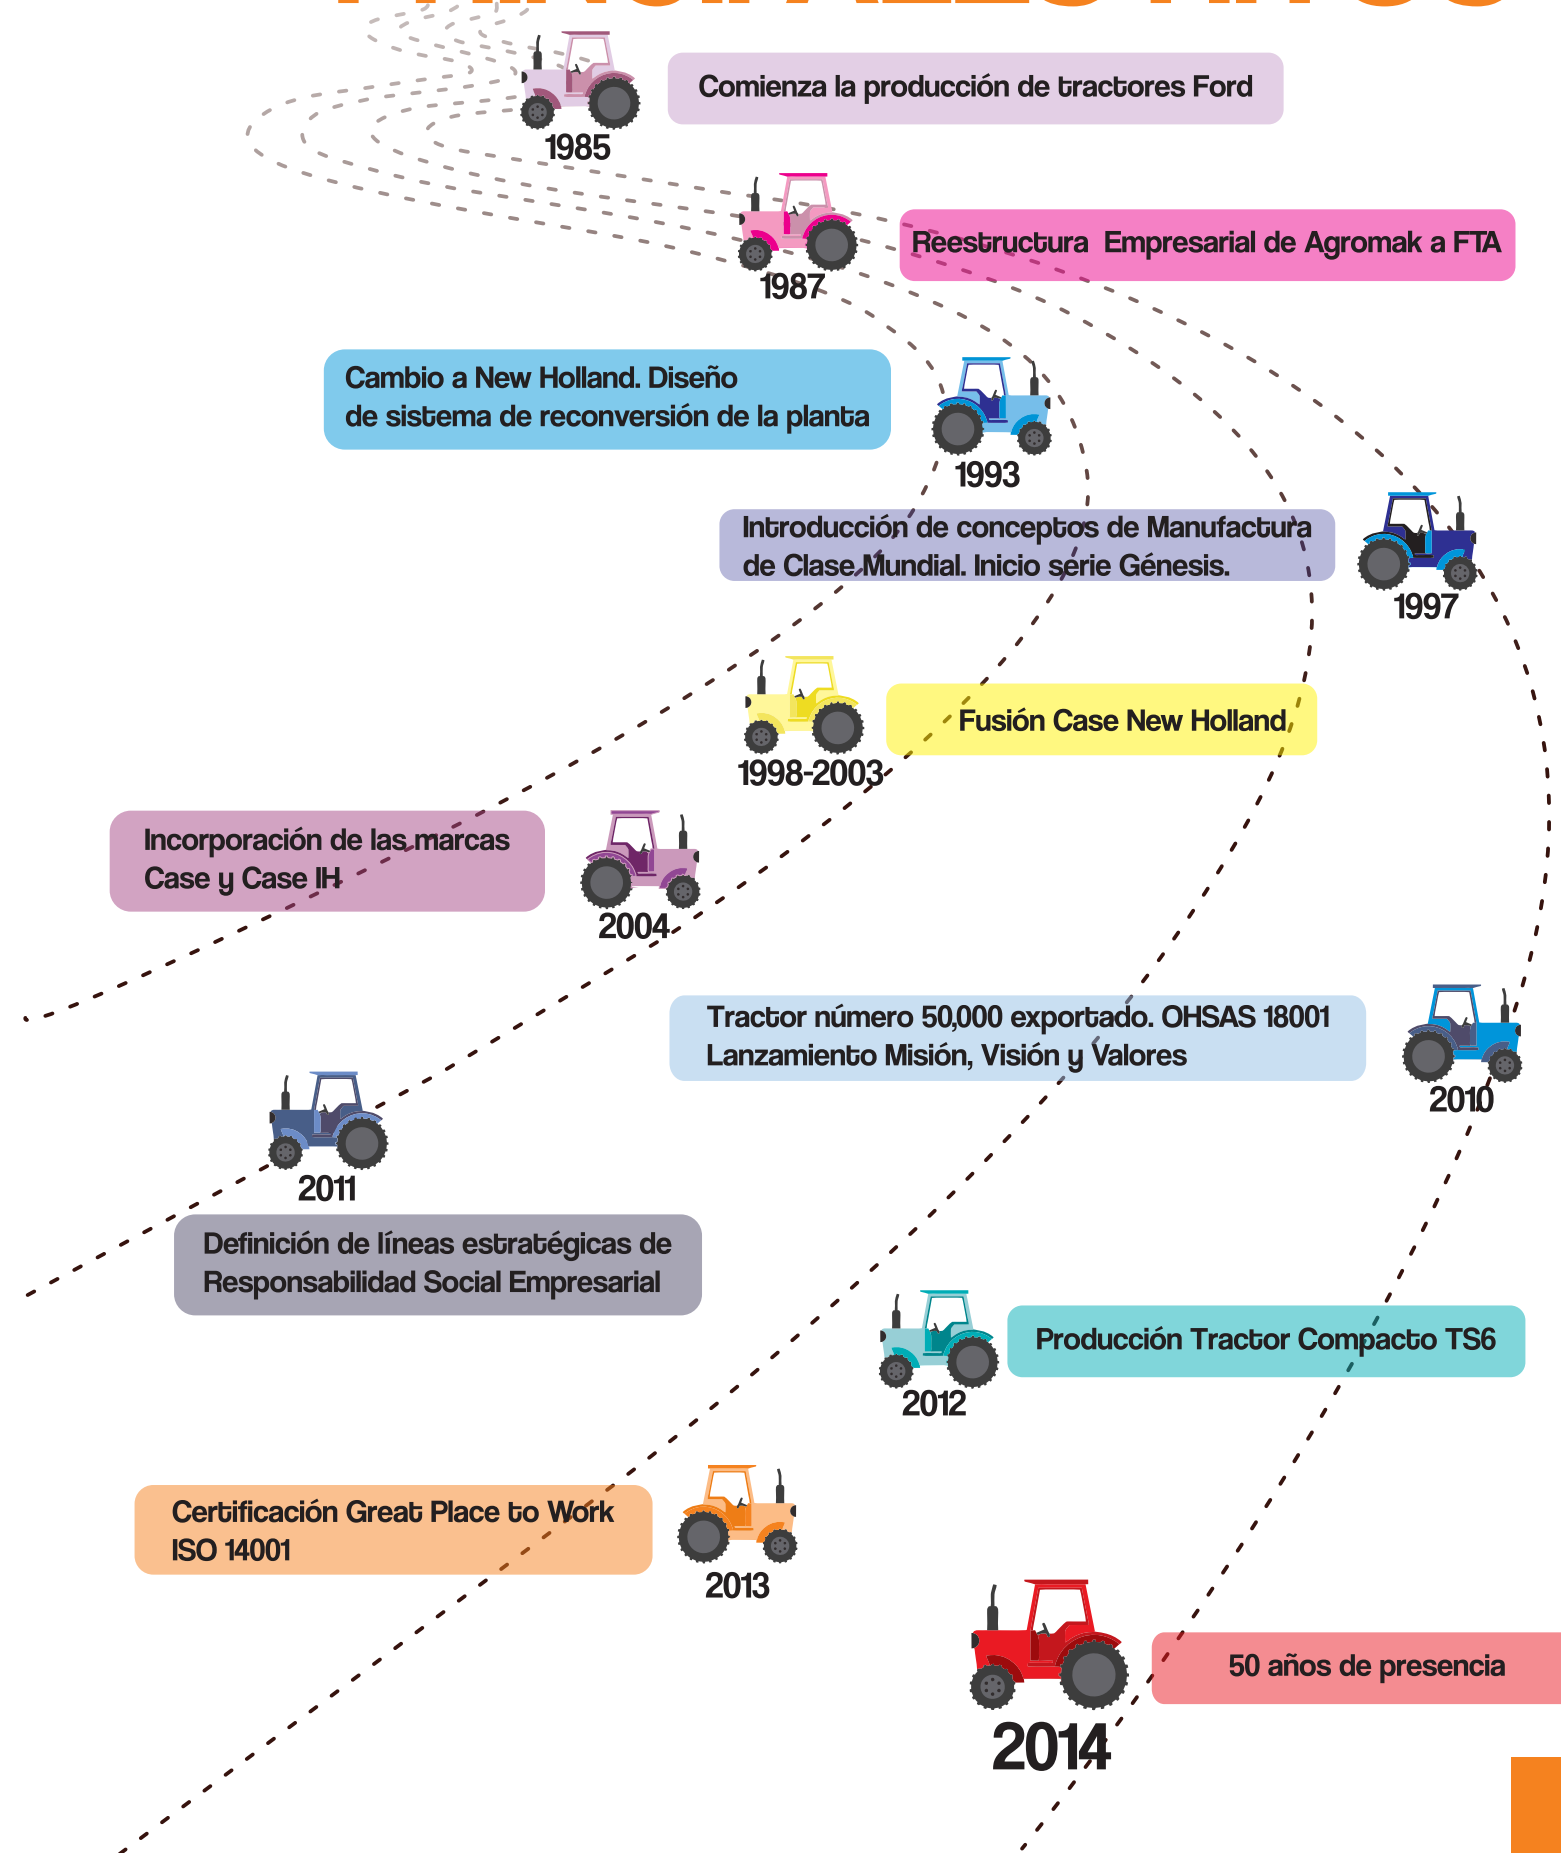 Comienza la producción de tractores Ford
1985
Reestructura Empresarial de Agromak a FTA
1987
Cambio a New Holland. Diseño
de sistema de reconversión de la planta
1993
Introducción de conceptos de Manufactura
de Clase Mundial. Inicio serie Génesis.
1997
Fusión Case New Holland
1998-2003
Incorporación de las marcas
Case y Case IH
2004
Tractor número 50,000 exportado. OHSAS 18001
Lanzamiento Misión, Visión y Valores
2010
2011
Definición de líneas estratégicas de
Responsabilidad Social Empresarial
Producción Tractor Compacto TS6
2012
Certificación Great Place to Work
ISO 14001
2013
50 años de presencia
2014